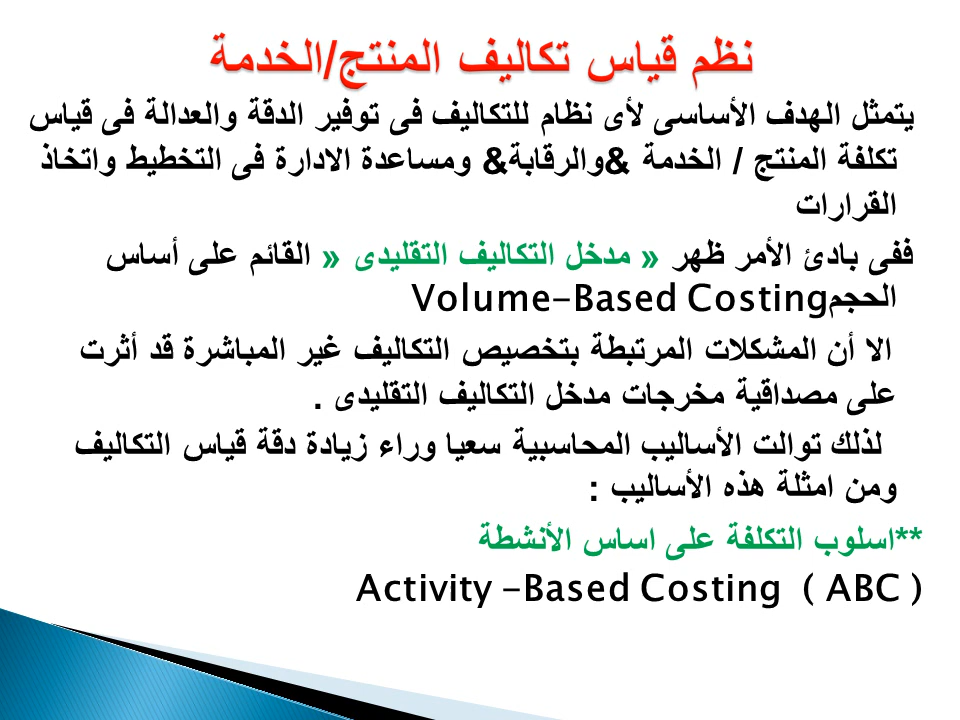 نظم قياس تكاليف المنتج/الخدمة
يتمثل الهدف الأساسى لأى نظام للتكاليف فى توفير الدقة والعدالة فى قياس
تكلفة المنتج / الخدمة &والرقابة& ومساعدة الادارة فى التخطيط واتخاذ
القرارات
ففى بادئ الأمر ظهر « مدخل التكاليف التقليدى » القائم على أساس
الحجمVolume-Based Costing
الا أن المشكلات المرتبطة بتخصيص التكاليف غير المباشرة قد أثرت
على مصداقية مخرجات مدخل التكاليف التقليدى .
لذلك توالت الأساليب المحاسبية سعيا وراء زيادة دقة قياس التكاليف
ومن امثلة هذه الأساليب :
**اسلوب التكلفة على اساس الأنشطة
Activity -Based Costing ( ABC )